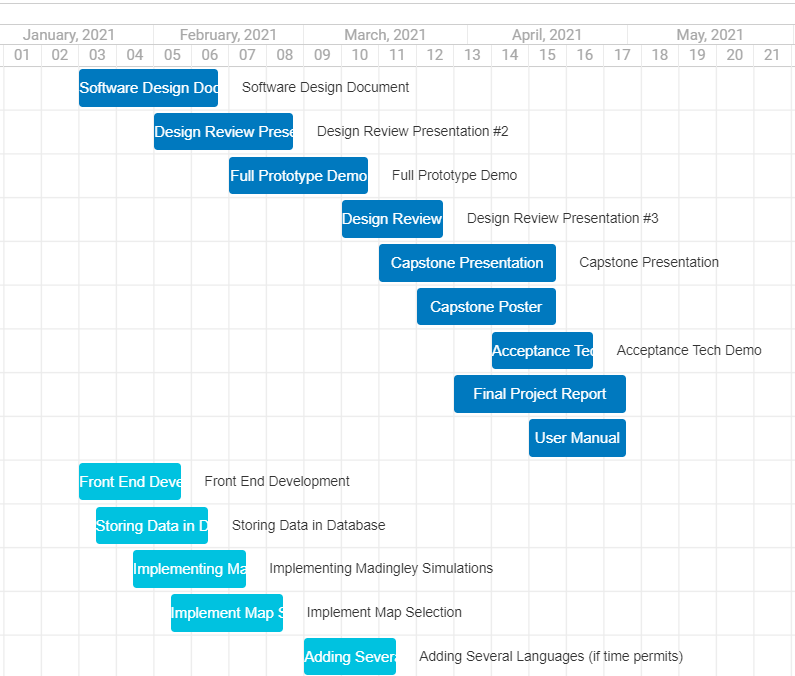 January, 2021 February, 2021 March, 2021 April, 2021 May, 2021
01 02 03 04 05 06 07 08 09 10 11 12 13 14 15 16 17 18 19 20 21
Software Design Doc Software Design Document
Design Review Prese Design Review Presentation #2
Full Prototype Demo Full Prototype Demo
Design Review Design Review Presentation #3
Capstone Presentation Capstone Presentation
Capstone Poster
Acceptance Tec Acceptance Tech Demo
Final Project Report
User Manual
Front End Deve Front End Development
Storing Data in D Storing Data in Database
Implementing Ma Implementing Madingley Simulations
Implement Map S Implement Map Selection
Adding Severa Adding Several Languages (if time permits)